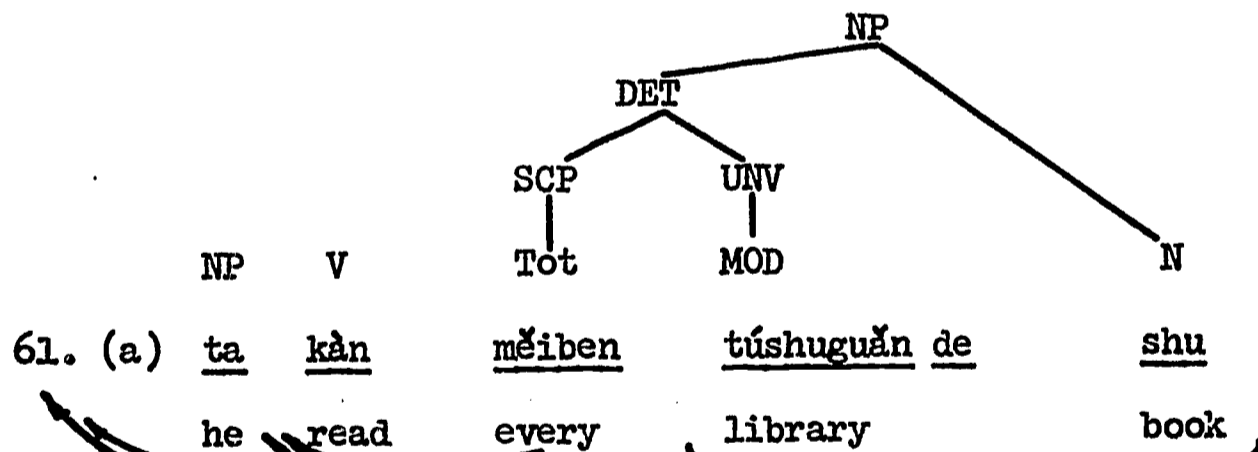 NP
DET
SCP UNV
NP V Tot MOD N
61. (a) ta kàn měiben túshuguǎn de shu
he read every library book